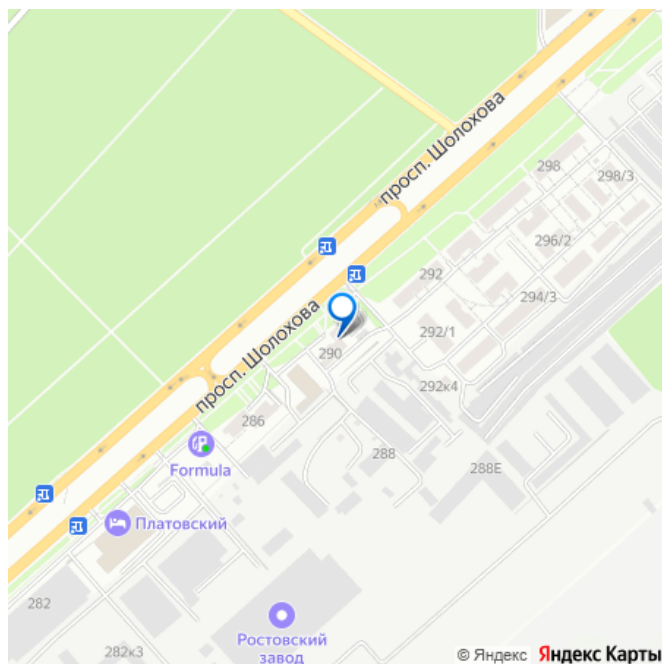 просп. Шолохова
298
298/3
296/2
292
294/3
просп. Шолохова
292/1
290
292к4
286
288
Formula
288Е
Платовский
282
Ростовский
завод
282к3
© Яндекс Яндекс Карты